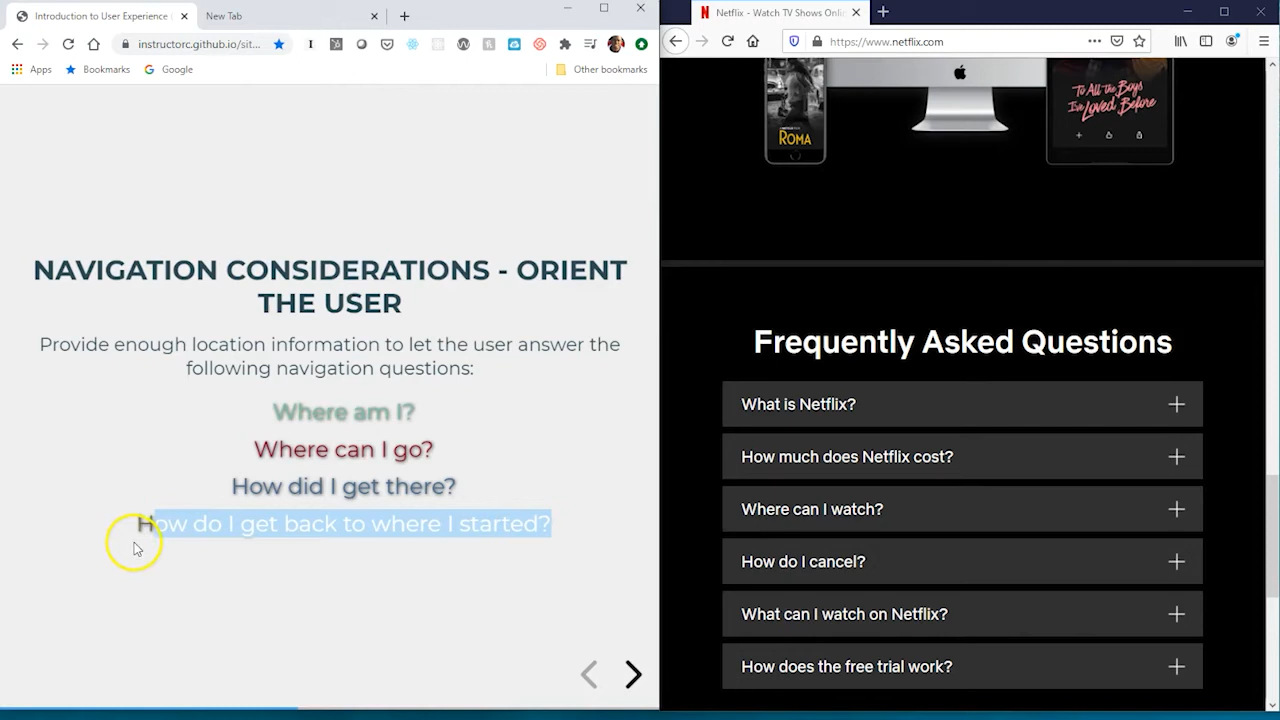 Introduction to User Experience (
New Tab
instructorc.github.io/sit...
Apps
Bookmarks
Google
Other bookmarks
NAVIGATION CONSIDERATIONS - ORIENT
THE USER
Provide enough location information to let the user answer the
following navigation questions:
Where am I?
Where can I go?
How did I get there?
How do I get back to where I started?
Netflix - Watch TV Shows Onlin
https://www.netflix.com
ROMA
To All the Boys
I've Loved Before
Frequently Asked Questions
What is Netflix?
How much does Netflix cost?
Where can I watch?
How do I cancel?
What can I watch on Netflix?
How does the free trial work?